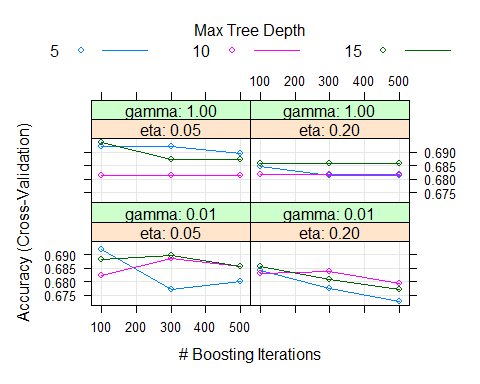 Max Tree Depth
5 10 15
100 300 500
gamma: 1.00 gamma: 1.00
eta: 0.05 eta: 0.20
0.690
0.685
0.680
0.675
gamma: 0.01 gamma: 0.01
eta: 0.05 eta: 0.20
0.690
0.685
0.680
0.675
100 200 300 400 500
Accuracy (Cross-Validation)
# Boosting Iterations